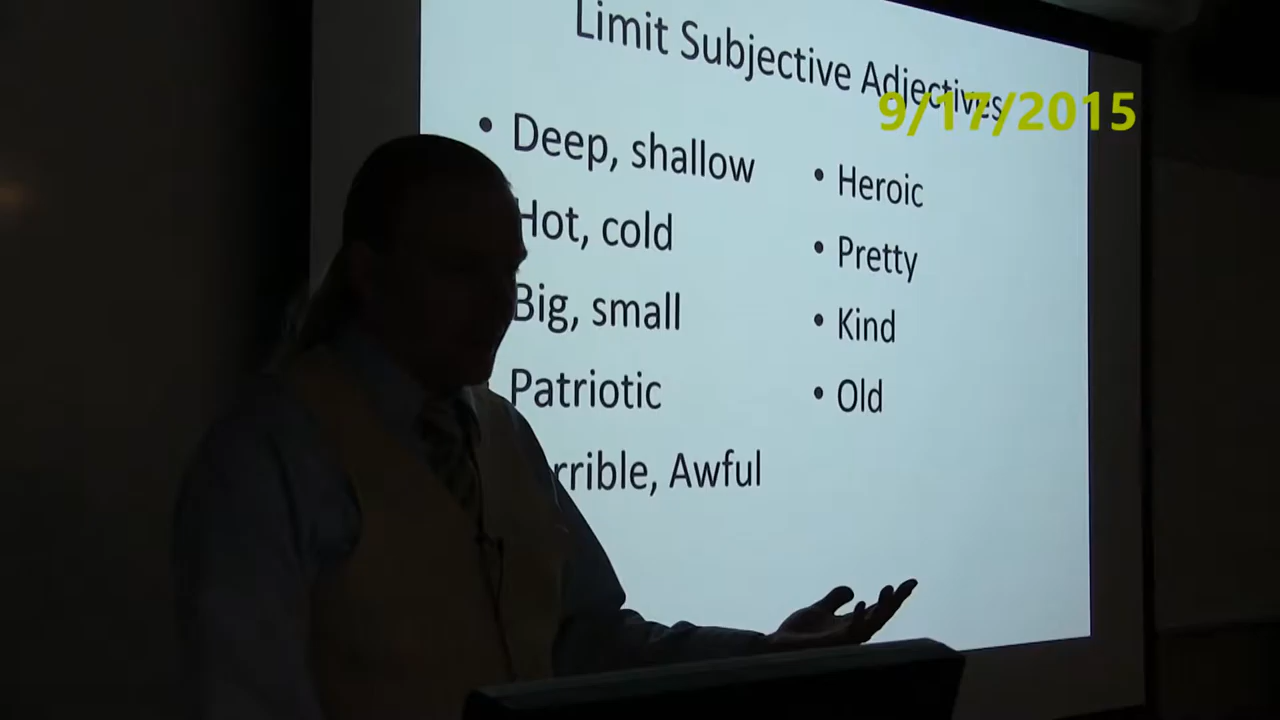 Limit Subjective Adjectives
9/17/2015
• Deep, shallow
Hot, cold
Big, small
Patriotic
rrible, Awful
• Heroic
• Pretty
• Kind
• Old